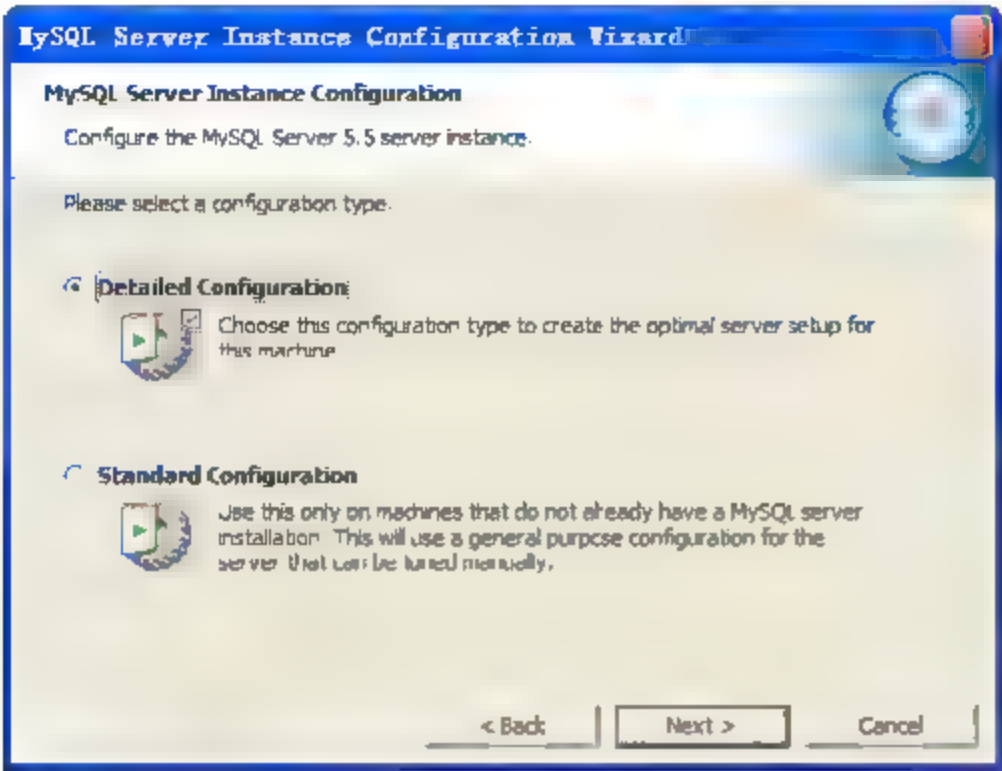 MySQL Server Instance Configuration Wizard
MySQL Server Instance Configuration
Configure the MySQL Server 5.5 server instance.
Please select a configuration type.
Detailed Configuration
Choose this configuration type to create the optimal server setup for
this machine
Standard Configuration
Use this only on machines that do not already have a MySQL server
installation. This will use a general purpose configuration for the
server that can be tuned manually.
< Back
Next >
Cancel